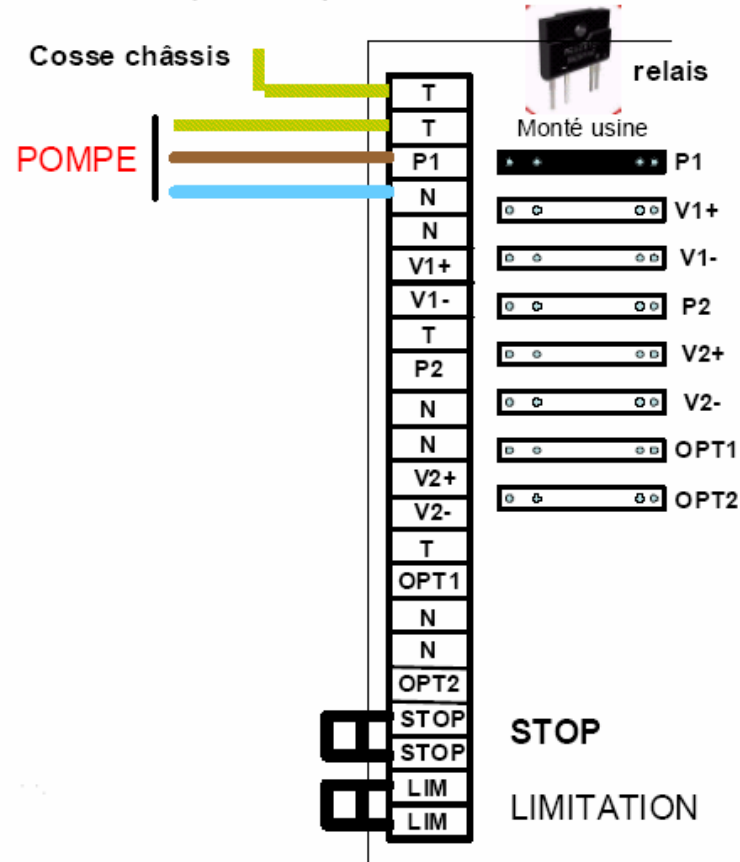 Cosse châssis
relais
T
T
Monté usine
POMPE
P1
P1
N
V1+
N
V1+
V1-
V1-
P2
T
P2
V2+
N
V2-
N
OPT1
V2+
V2-
OPT2
T
OPT1
N
N
OPT2
STOP
STOP
STOP
LIM
LIMITATION
LIM